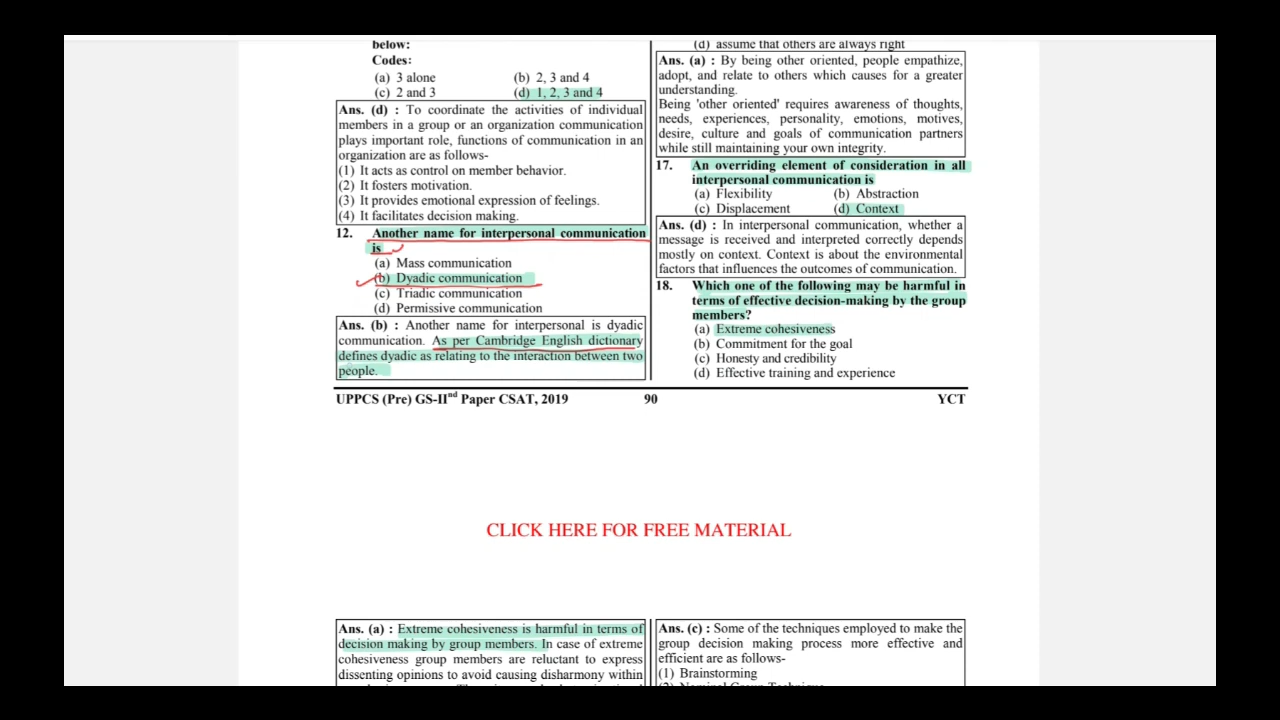 below:
Codes:
(a) 3 alone (b) 2, 3 and 4
(c) 2 and 3 (d) 1, 2, 3 and 4
Ans. (d) : To coordinate the activities of individual
members in a group or an organization communication
plays important role, functions of communication in an
organization are as follows-
(1) It acts as control on member behavior.
(2) It fosters motivation.
(3) It provides emotional expression of feelings.
(4) It facilitates decision making.
12. Another name for interpersonal communication
is
(a) Mass communication
(b) Dyadic communication
(c) Triadic communication
(d) Permissive communication
Ans. (b) : Another name for interpersonal is dyadic
communication. As per Cambridge English dictionary
defines dyadic as relating to the interaction between two
people.
(d) assume that others are always right
Ans. (a) : By being other oriented, people empathize,
adopt, and relate to others which causes for a greater
understanding.
Being 'other oriented' requires awareness of thoughts,
needs, experiences, personality, emotions, motives,
desire, culture and goals of communication partners
while still maintaining your own integrity.
17. An overriding element of consideration in all
interpersonal communication is
(a) Flexibility (b) Abstraction
(c) Displacement (d) Context
Ans. (d) : In interpersonal communication, whether a
message is received and interpreted correctly depends
mostly on context. Context is about the environmental
factors that influences the outcomes of communication.
18. Which one of the following may be harmful in
terms of effective decision-making by the group
members?
(a) Extreme cohesiveness
(b) Commitment for the goal
(c) Honesty and credibility
(d) Effective training and experience
UPPCS (Pre) GS-IInd Paper CSAT, 2019 90 YCT
CLICK HERE FOR FREE MATERIAL
Ans. (a) : Extreme cohesiveness is harmful in terms of
decision making by group members. In case of extreme
cohesiveness group members are reluctant to express
dissenting opinions to avoid causing disharmony within
Ans. (c) : Some of the techniques employed to make the
group decision making process more effective and
efficient are as follows-
(1) Brainstorming
(2) Nominal Group Technique